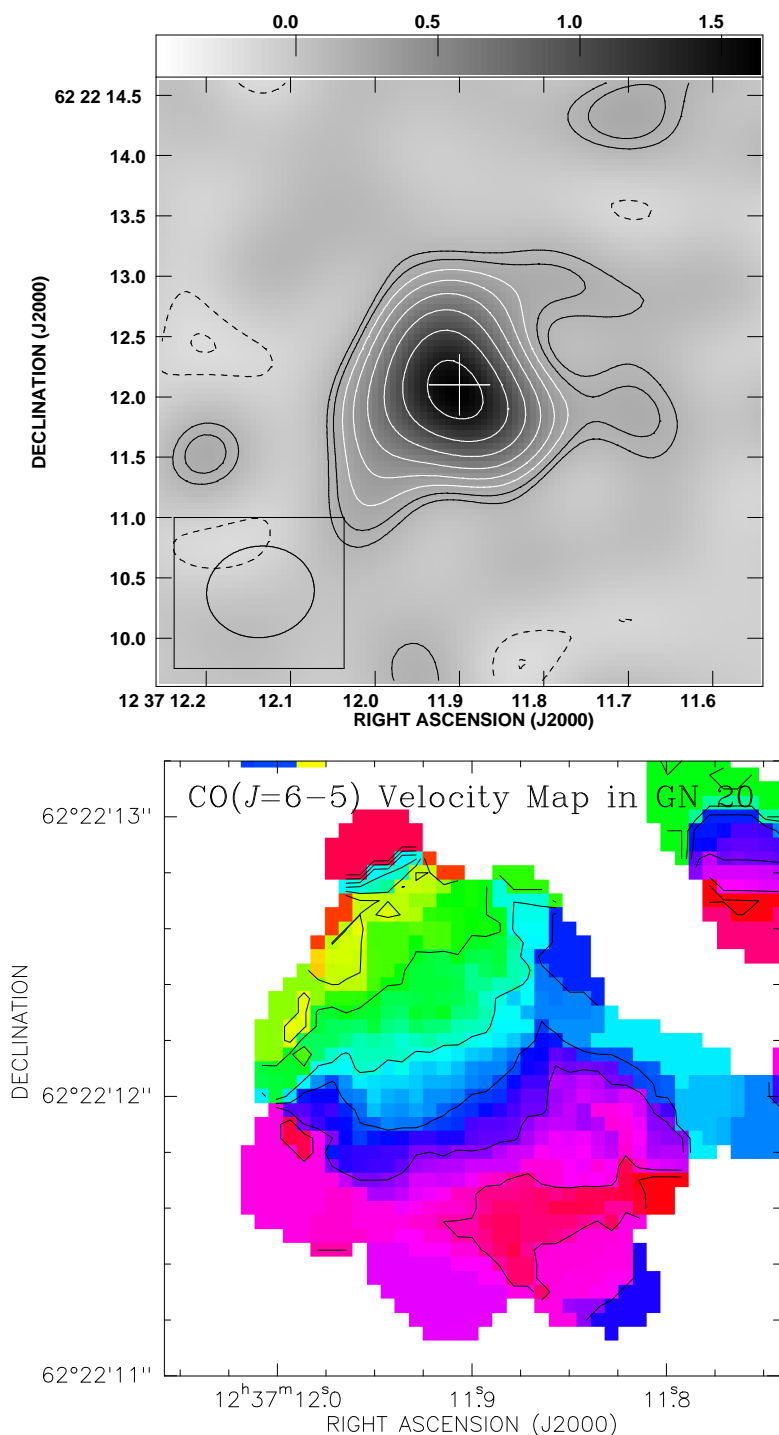 0.0 0.5 1.0 1.5
62 22 14.5
14.0
13.5
13.0
12.5
12.0
11.5
11.0
10.5
10.0
DECLINATION (J2000)
12 37 12.2 12.1 12.0 11.9 11.8 11.7 11.6
RIGHT ASCENSION (J2000)
CO(J=6−5) Velocity Map in GN 20
62°22'13"
62°22'12"
62°22'11"
DECLINATION
12h37m12s.0 11s.9 11s.8
RIGHT ASCENSION (J2000)